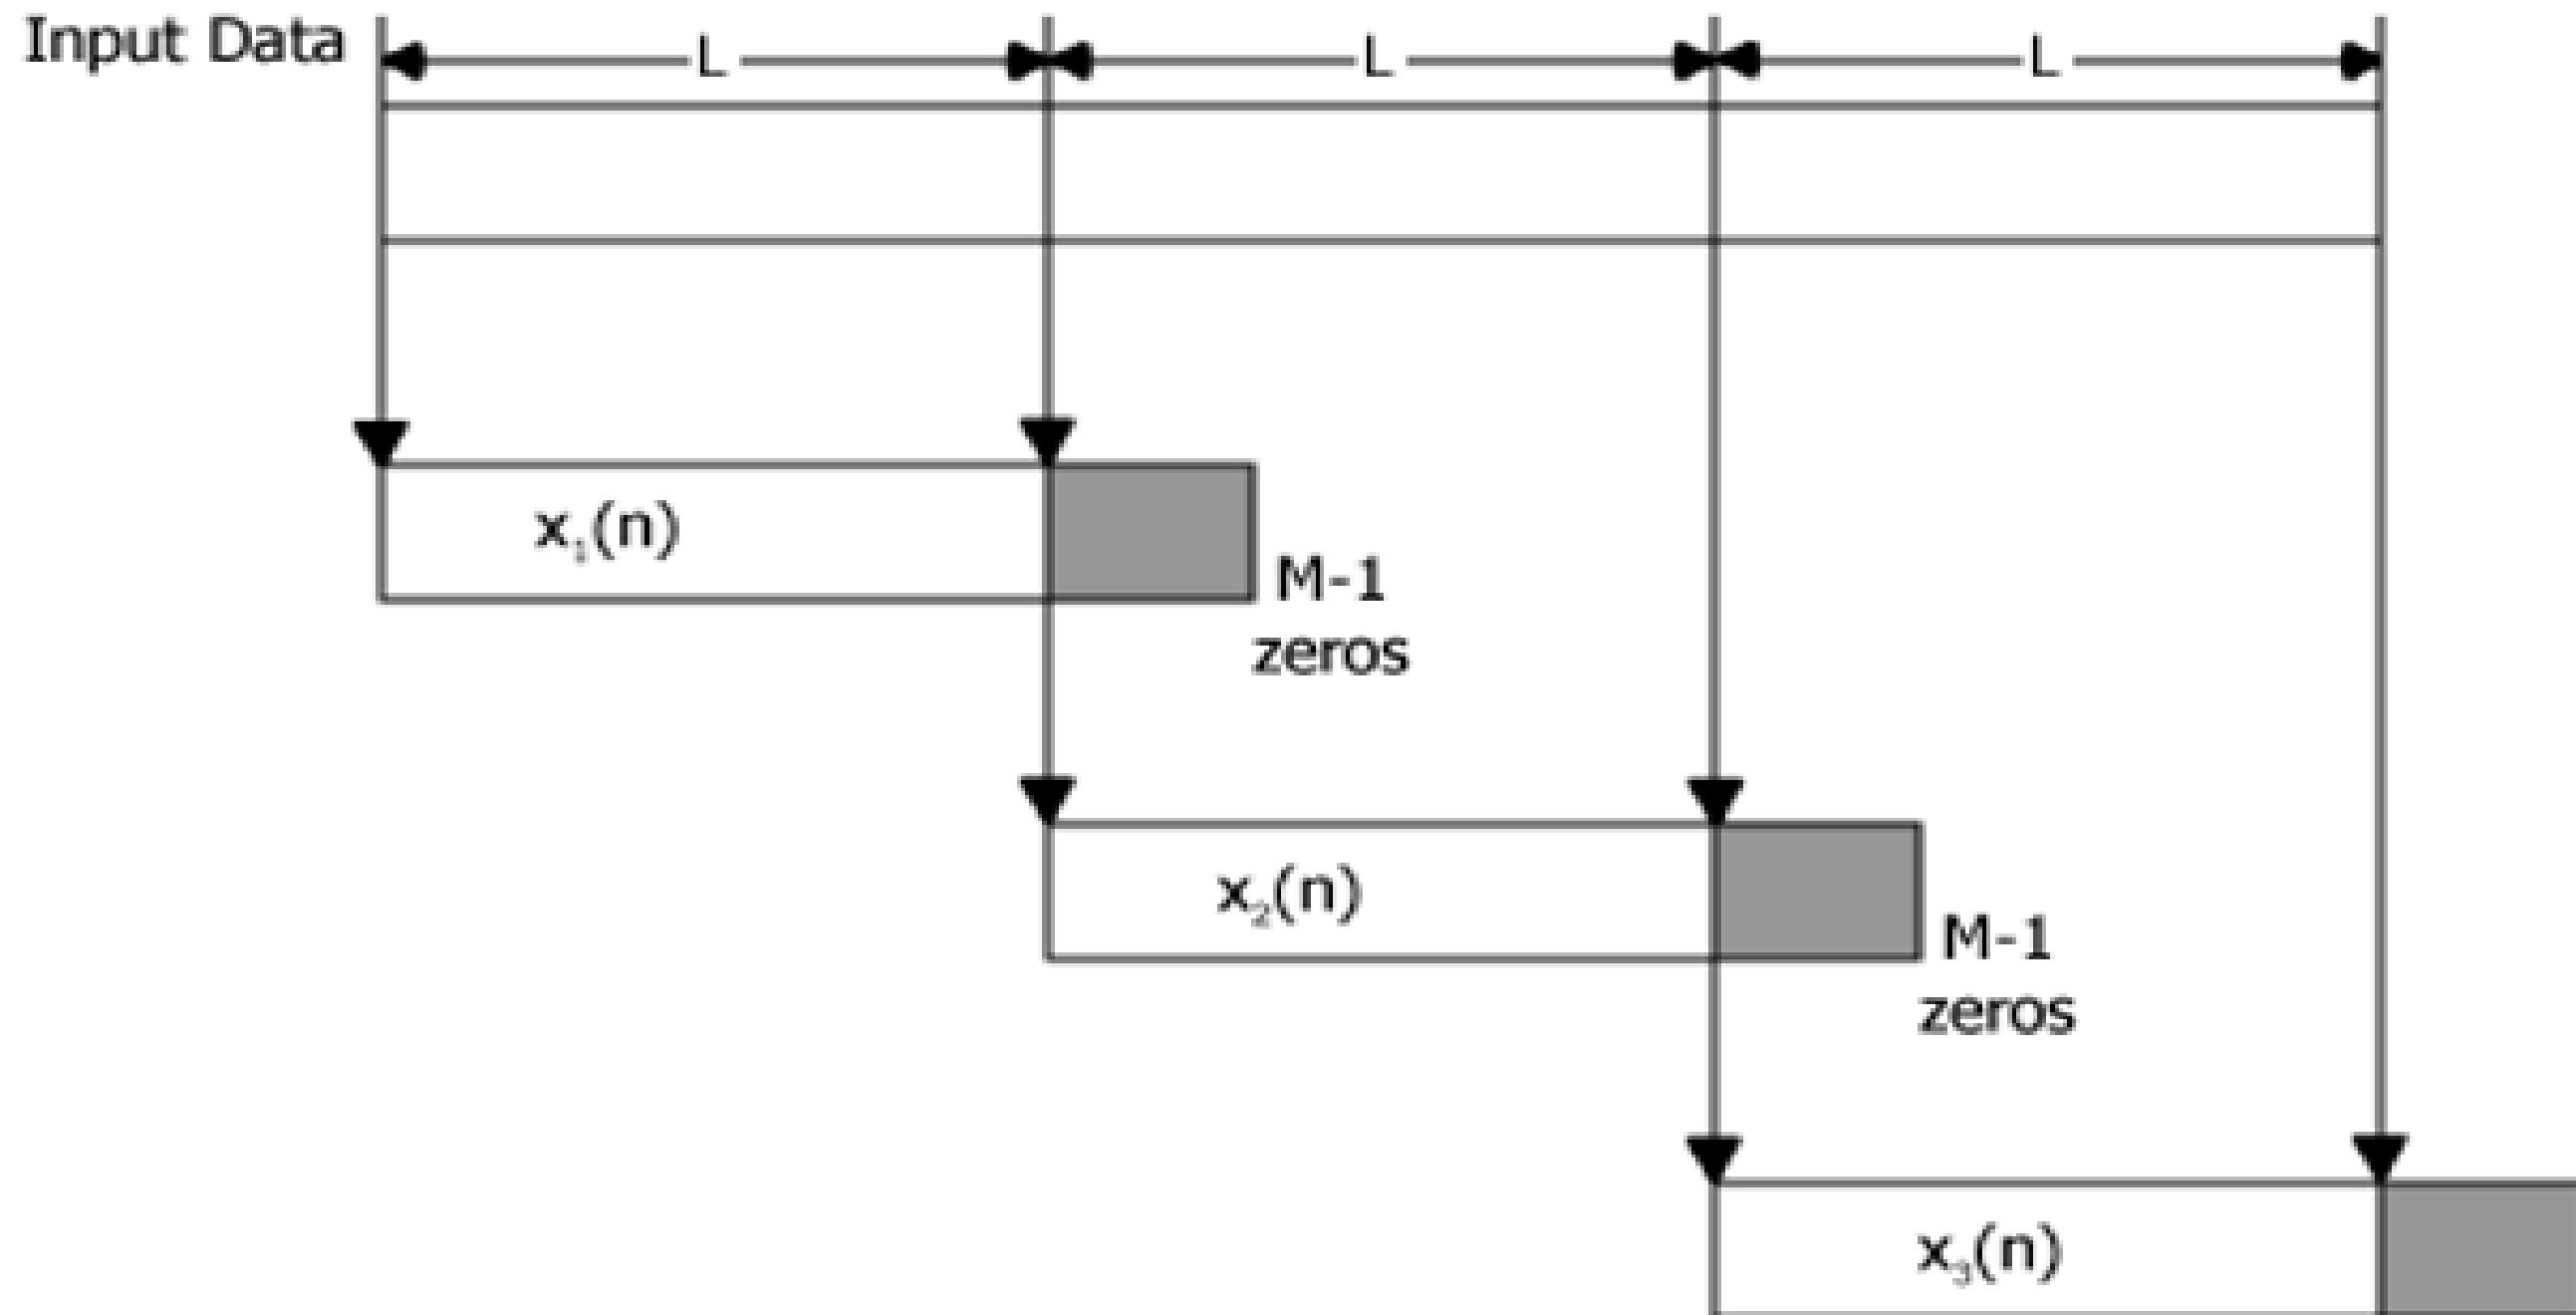 Input Data
L L L
x₁(n)
M-1
zeros
x₂(n)
M-1
zeros
x₃(n)